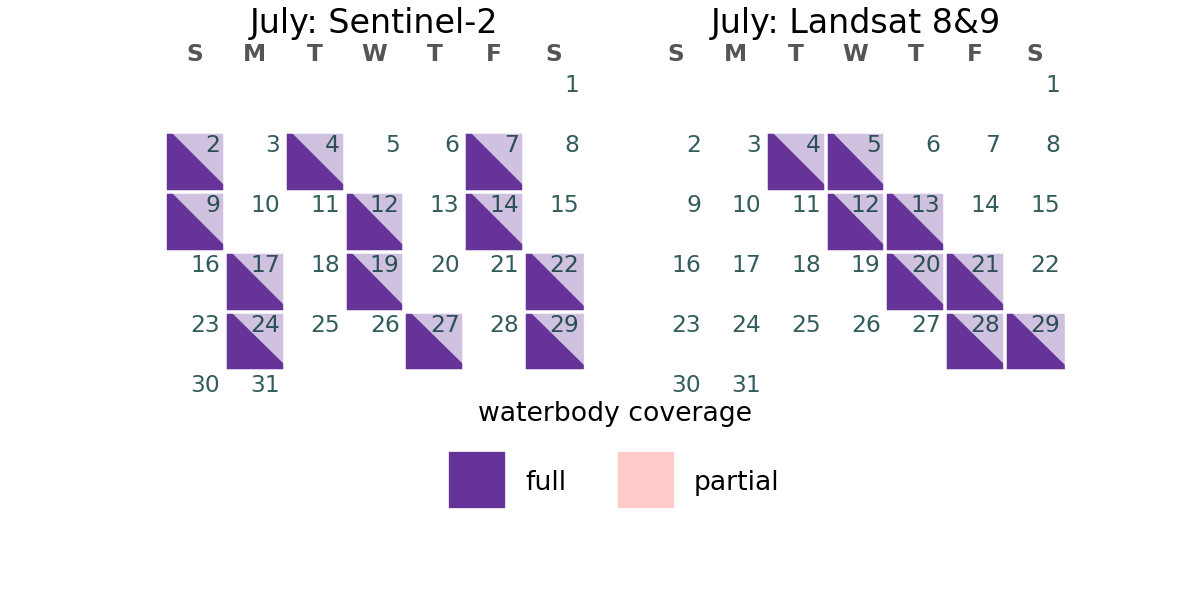 July: Sentinel-2
S M T W T F S
1
2 3 4 5 6 7 8
9 10 11 12 13 14 15
16 17 18 19 20 21 22
23 24 25 26 27 28 29
30 31
July: Landsat 8&9
S M T W T F S
1
2 3 4 5 6 7 8
9 10 11 12 13 14 15
16 17 18 19 20 21 22
23 24 25 26 27 28 29
30 31
waterbody coverage
full
partial